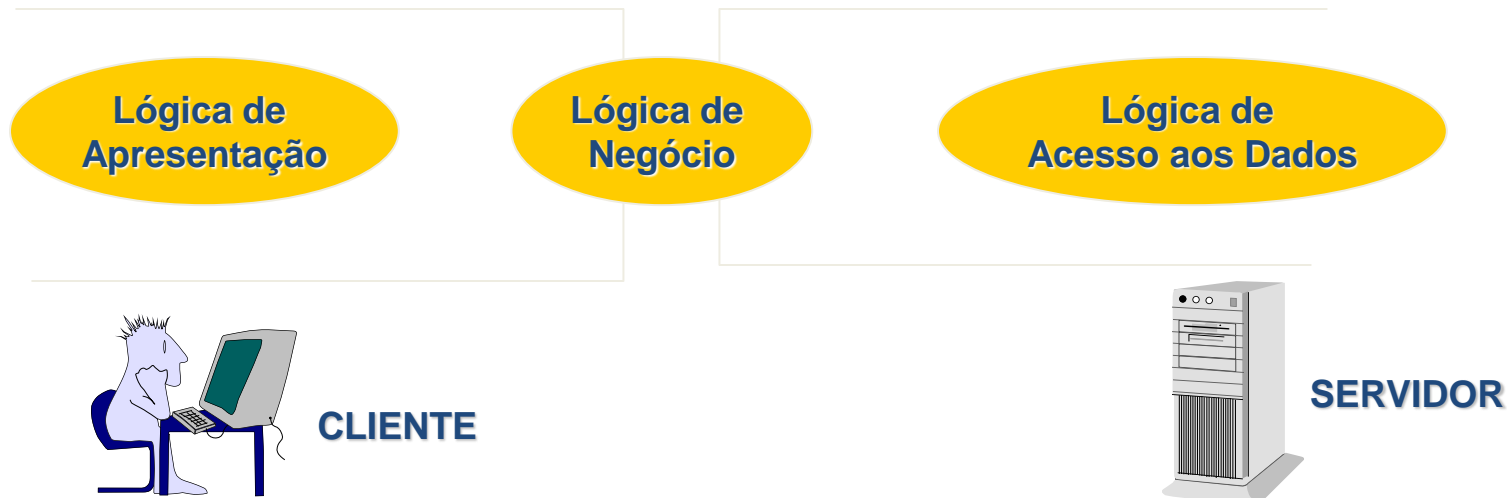 Lógica de
Apresentação
Lógica de
Negócio
Lógica de
Acesso aos Dados
CLIENTE
SERVIDOR